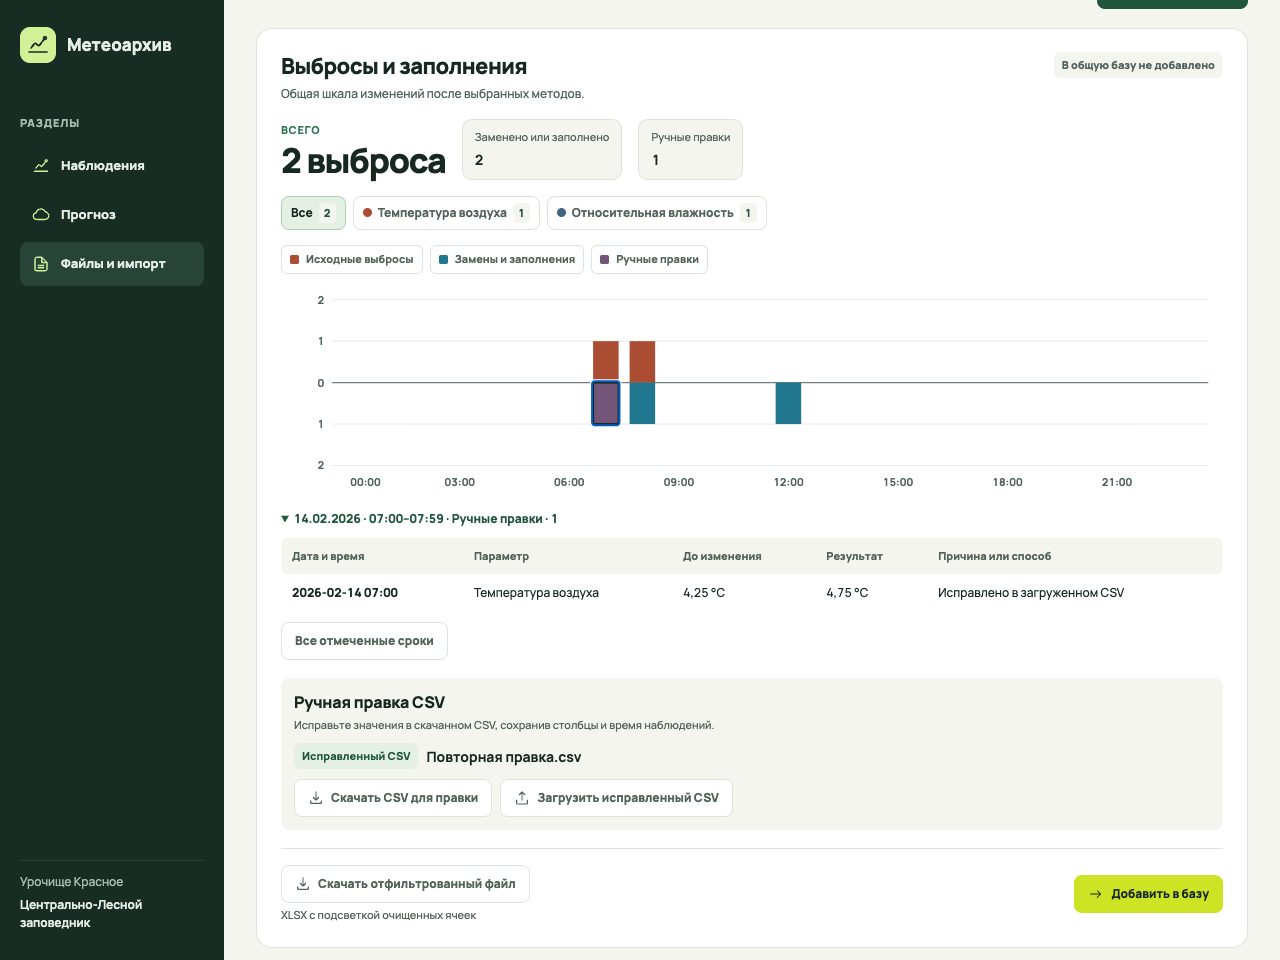 Метеоархив
РАЗДЕЛЫ
Наблюдения
Прогноз
Файлы и импорт
Урочище Красное
Центрально-Лесной
заповедник
Выбросы и заполнения
В общую базу не добавлено
Общая шкала изменений после выбранных методов.
ВСЕГО
2 выброса
Заменено или заполнено
2
Ручные правки
1
Все 2
Температура воздуха 1
Относительная влажность 1
Исходные выбросы
Замены и заполнения
Ручные правки
2
1
0
1
2
00:00 03:00 06:00 09:00 12:00 15:00 18:00 21:00
14.02.2026 · 07:00–07:59 · Ручные правки · 1
Дата и время Параметр До изменения Результат Причина или способ
2026-02-14 07:00 Температура воздуха 4,25 °C 4,75 °C Исправлено в загруженном CSV
Все отмеченные сроки
Ручная правка CSV
Исправьте значения в скачанном CSV, сохранив столбцы и время наблюдений.
Исправленный CSV Повторная правка.csv
Скачать CSV для правки
Загрузить исправленный CSV
Скачать отфильтрованный файл
XLSX с подсветкой очищенных ячеек
Добавить в базу